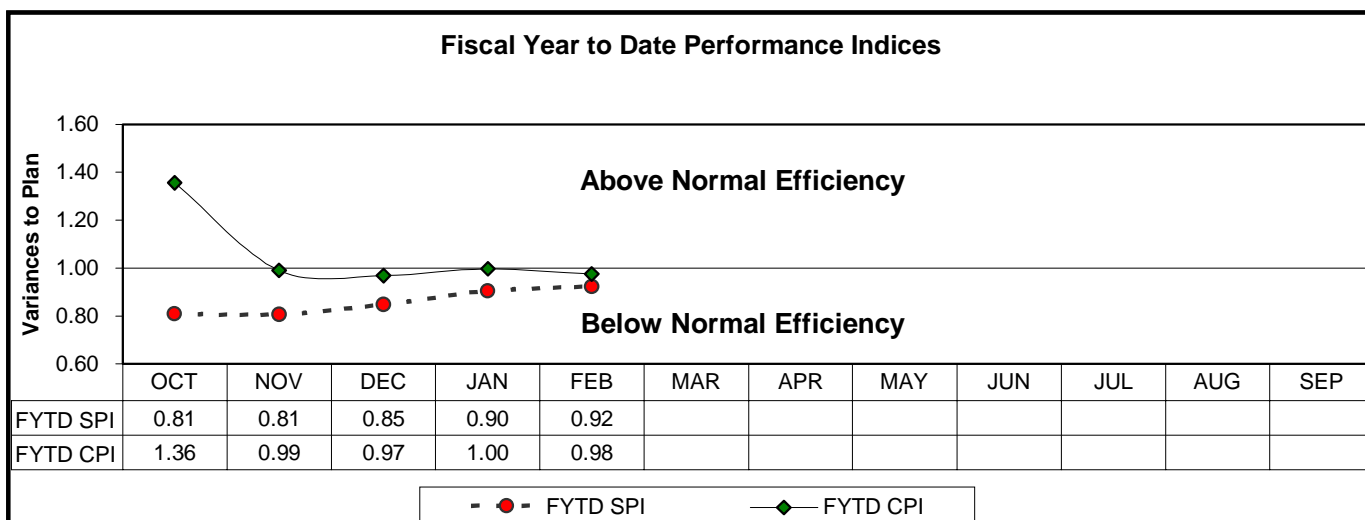 Fiscal Year to Date Performance Indices
Variances to Plan
1.60
1.40
1.20
1.00
0.80
0.60
Above Normal Efficiency
Below Normal Efficiency
OCT NOV DEC JAN FEB MAR APR MAY JUN JUL AUG SEP
FYTD SPI 0.81 0.81 0.85 0.90 0.92
FYTD CPI 1.36 0.99 0.97 1.00 0.98
FYTD SPI FYTD CPI